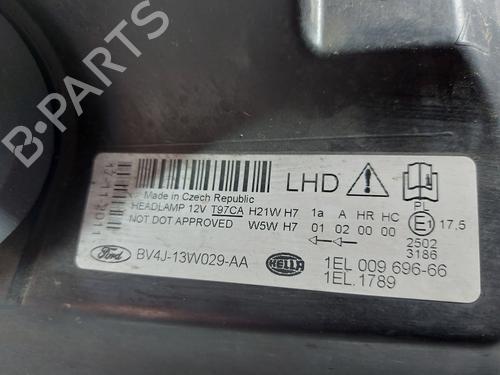 B-PARTS
LHD
PL
Made in Czech Republic
HEADLAMP 12V T97CA H21W H7 1a A HR HC E1 17,5
NOT DOT APPROVED W5W H7 01 02 00 00
2502
3186
Ford BV4J-13W029-AA HELLA 1EL 009 696-66
1EL.1789